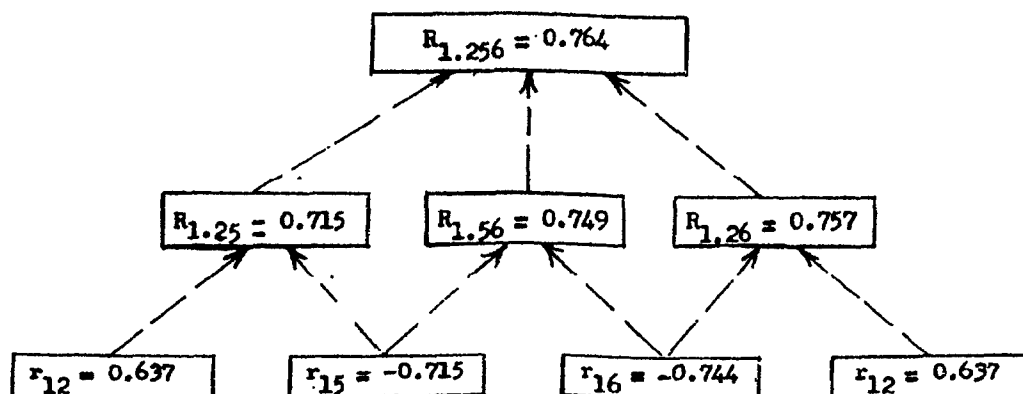 R1.256 = 0.764
R1.25 = 0.715 R1.56 = 0.749 R1.26 = 0.757
r12 = 0.637 r15 = -0.715 r16 = -0.744 r12 = 0.637